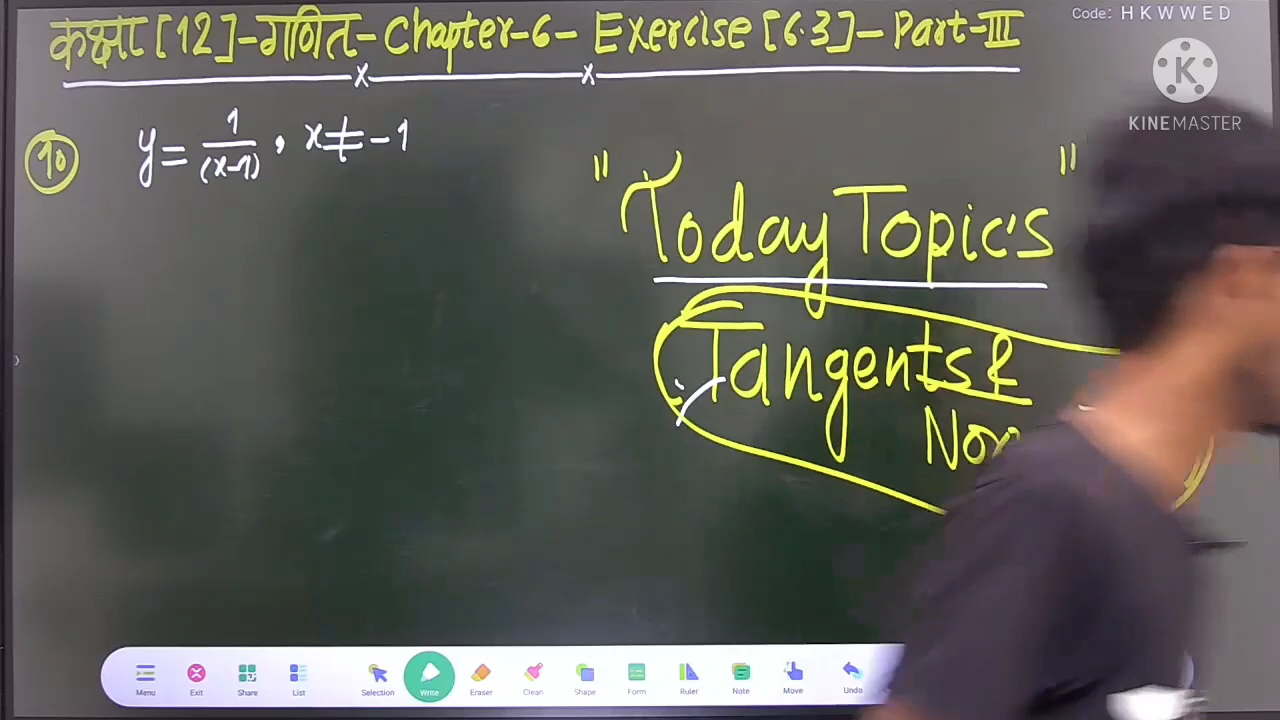 Code: HKWWED
कक्षा [12]-गणित-Chapter-6-Exercise [6.3]-Part-III
K
KINEMASTER
10 y = 1/(x-1), x ≠ -1
"Today Topic's"
Tangents &
Menu Exit Share List Selection Write Eraser Clean Shape Form Ruler Note Move Undo